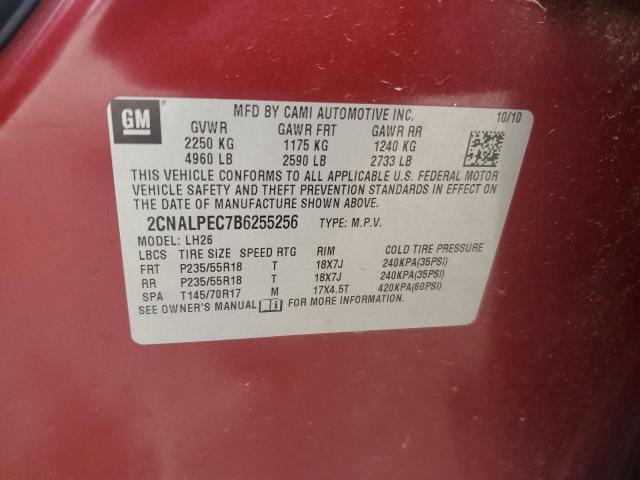 GM MFD BY CAMI AUTOMOTIVE INC. 10/10
GVWR GAWR FRT GAWR RR
2250 KG 1175 KG 1240 KG
4960 LB 2590 LB 2733 LB
THIS VEHICLE CONFORMS TO ALL APPLICABLE U.S. FEDERAL MOTOR
VEHICLE SAFETY AND THEFT PREVENTION STANDARDS IN EFFECT ON
THE DATE OF MANUFACTURE SHOWN ABOVE.
2CNALPEC7B6255256 TYPE: M.P.V.
MODEL: LH26
LBCS TIRE SIZE SPEED RTG RIM COLD TIRE PRESSURE
FRT P235/55R18 T 18X7J 240KPA(35PSI)
RR P235/55R18 T 18X7J 240KPA(35PSI)
SPA T145/70R17 M 17X4.5T 420KPA(60PSI)
SEE OWNER'S MANUAL FOR MORE INFORMATION.